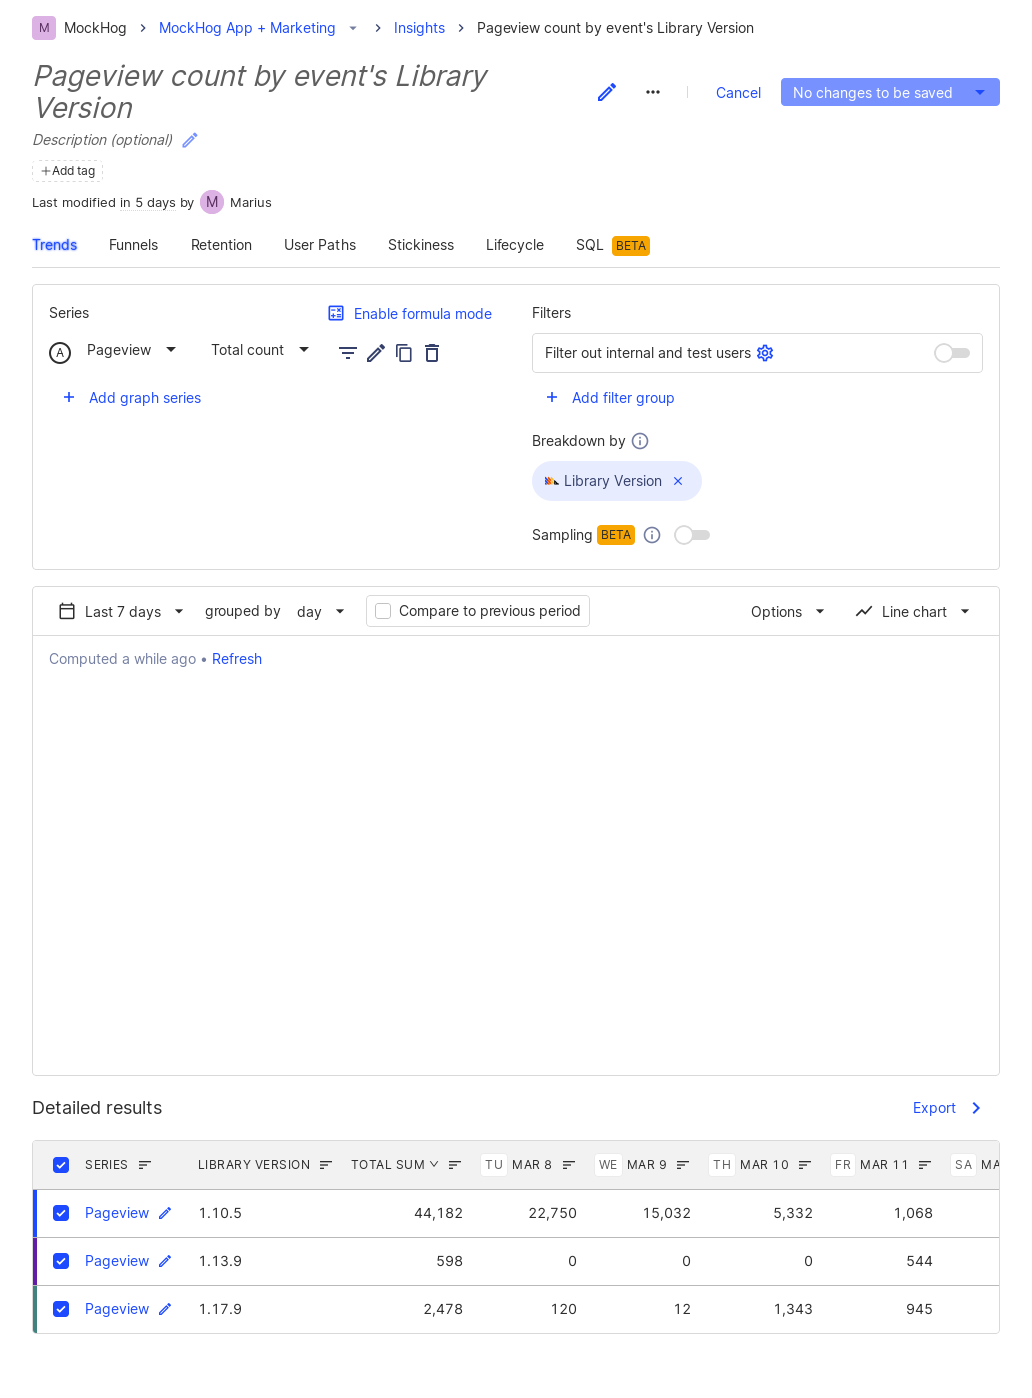 M MockHog > MockHog App + Marketing > Insights > Pageview count by event's Library Version
Pageview count by event's Library
Version
Cancel
No changes to be saved
Description (optional)
Add tag
Last modified in 5 days by M Marius
Trends Funnels Retention User Paths Stickiness Lifecycle SQL BETA
Series
Enable formula mode
A Pageview Total count
+ Add graph series
Filters
Filter out internal and test users
+ Add filter group
Breakdown by
Library Version ×
Sampling BETA
Last 7 days grouped by day Compare to previous period Options Line chart
Computed a while ago • Refresh
Detailed results
Export
SERIES LIBRARY VERSION TOTAL SUM TU MAR 8 WE MAR 9 TH MAR 10 FR MAR 11 SA MA
Pageview 1.10.5 44,182 22,750 15,032 5,332 1,068
Pageview 1.13.9 598 0 0 0 544
Pageview 1.17.9 2,478 120 12 1,343 945